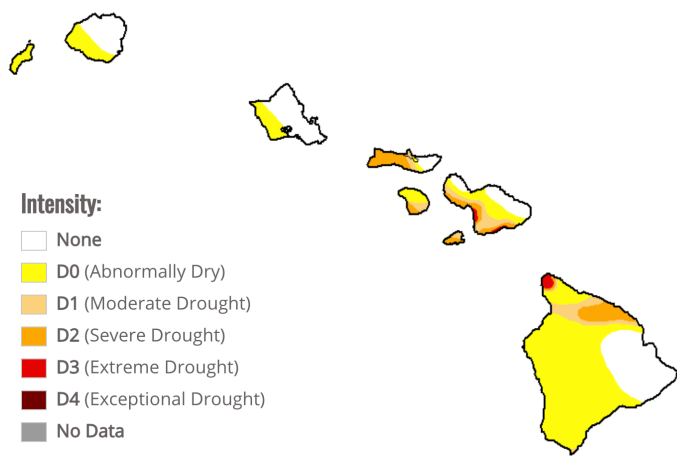 Intensity:
None
D0 (Abnormally Dry)
D1 (Moderate Drought)
D2 (Severe Drought)
D3 (Extreme Drought)
D4 (Exceptional Drought)
No Data